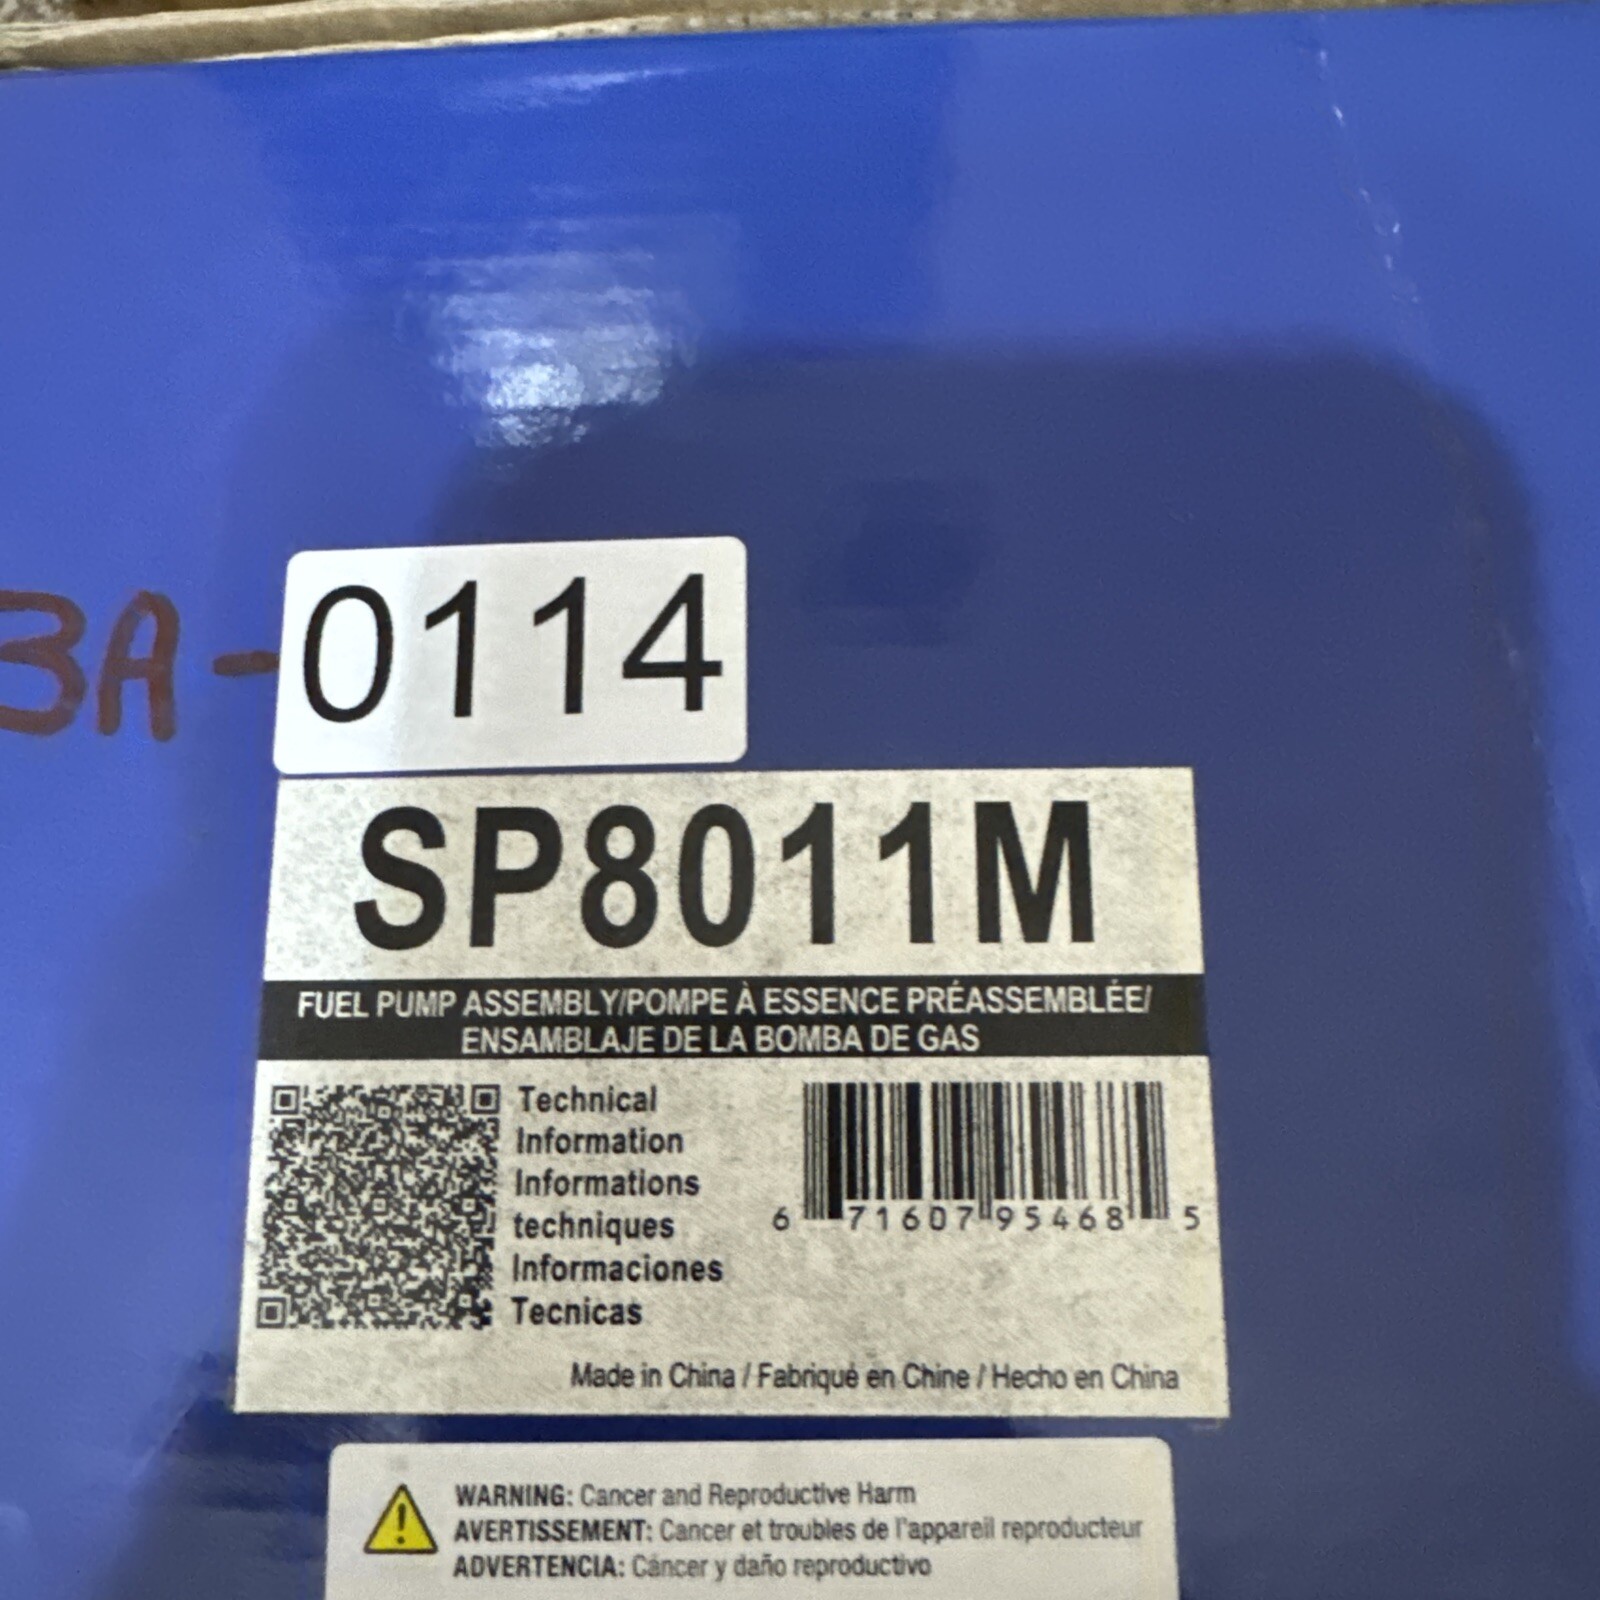 3A-
0114
SP8011M
FUEL PUMP ASSEMBLY/POMPE À ESSENCE PRÉASSEMBLÉE/
ENSAMBLAJE DE LA BOMBA DE GAS
Technical
Information
Informations
techniques
Informaciones
Tecnicas
6 71607 95468 5
Made in China / Fabriqué en Chine / Hecho en China
WARNING: Cancer and Reproductive Harm
AVERTISSEMENT: Cancer et troubles de l'appareil reproducteur
ADVERTENCIA: Cáncer y daño reproductivo